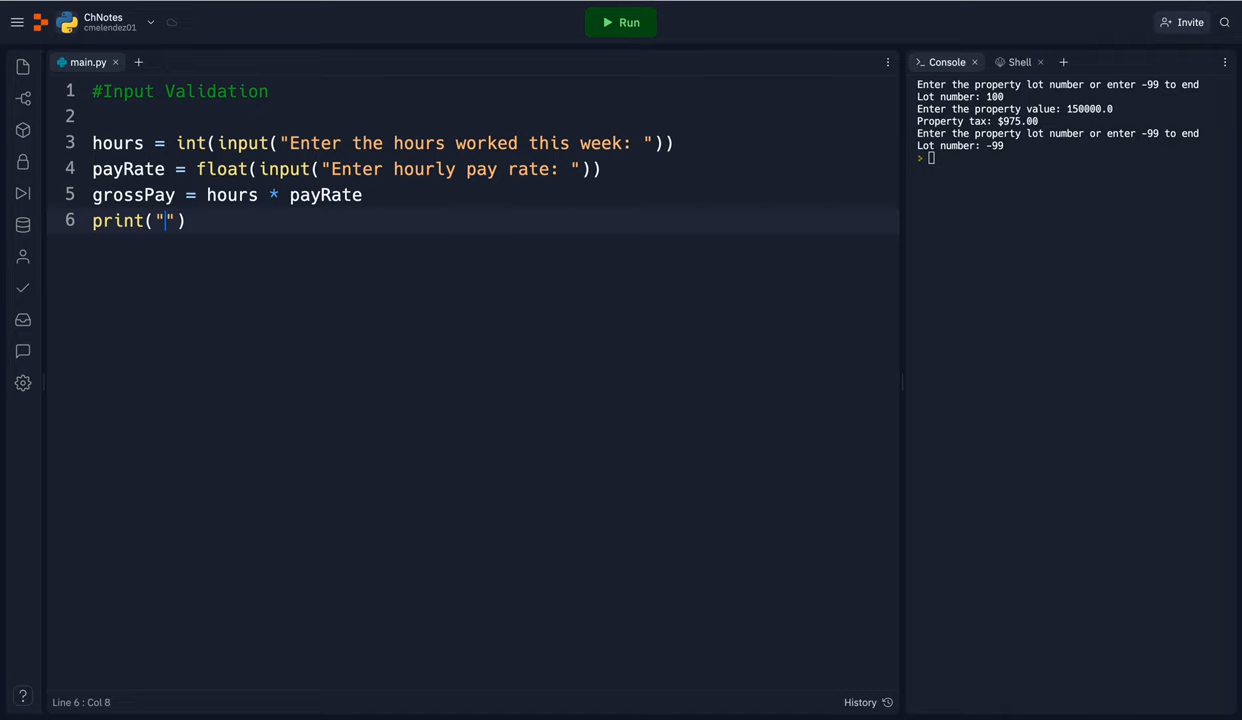 ChNotes
cmelendez01
Run
Invite
main.py
Console
Shell
1 #Input Validation
2
3 hours = int(input("Enter the hours worked this week: "))
4 payRate = float(input("Enter hourly pay rate: "))
5 grossPay = hours * payRate
6 print("")
Enter the property lot number or enter -99 to end
Lot number: 100
Enter the property value: 150000.0
Property tax: $975.00
Enter the property lot number or enter -99 to end
Lot number: -99
Line 6 : Col 8
History